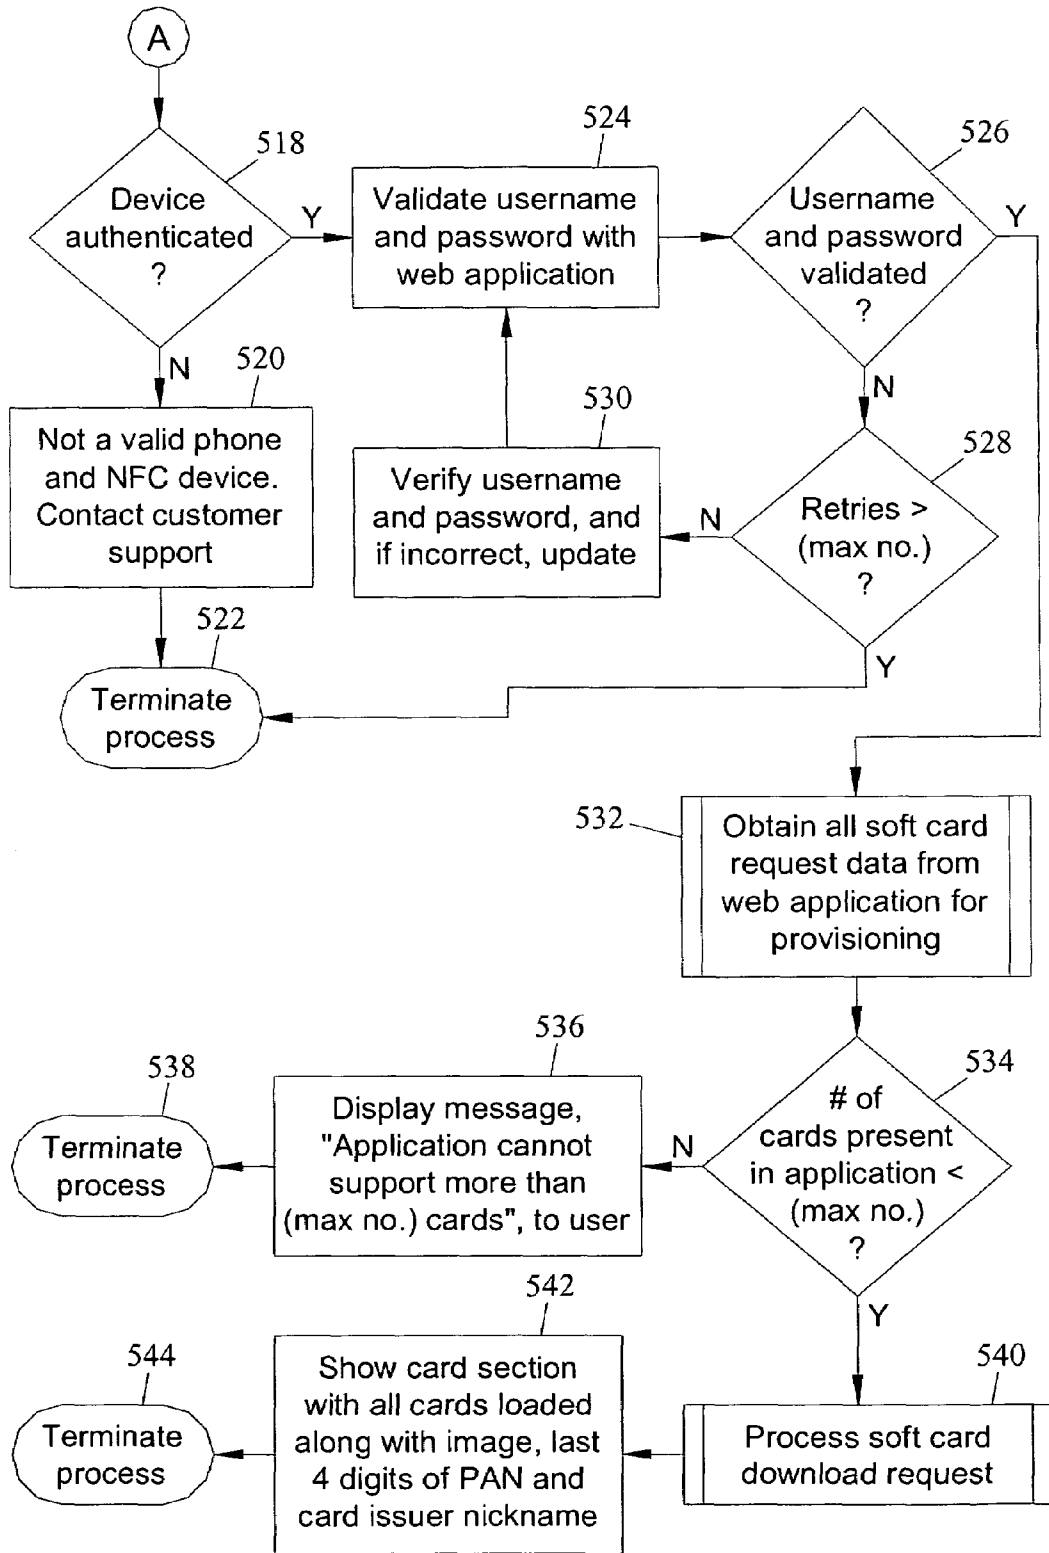 A
518
Device
authenticated
?
Y
N
524
Validate username
and password with
web application
526
Username
and password
validated
?
Y
N
520
Not a valid phone
and NFC device.
Contact customer
support
530
Verify username
and password, and
if incorrect, update
528
Retries >
(max no.)
?
N
Y
522
Terminate
process
532
Obtain all soft card
request data from
web application for
provisioning
534
# of
cards present
in application <
(max no.)
?
N
Y
536
Display message,
"Application cannot
support more than
(max no.) cards", to user
538
Terminate
process
540
Process soft card
download request
542
Show card section
with all cards loaded
along with image, last
4 digits of PAN and
card issuer nickname
544
Terminate
process